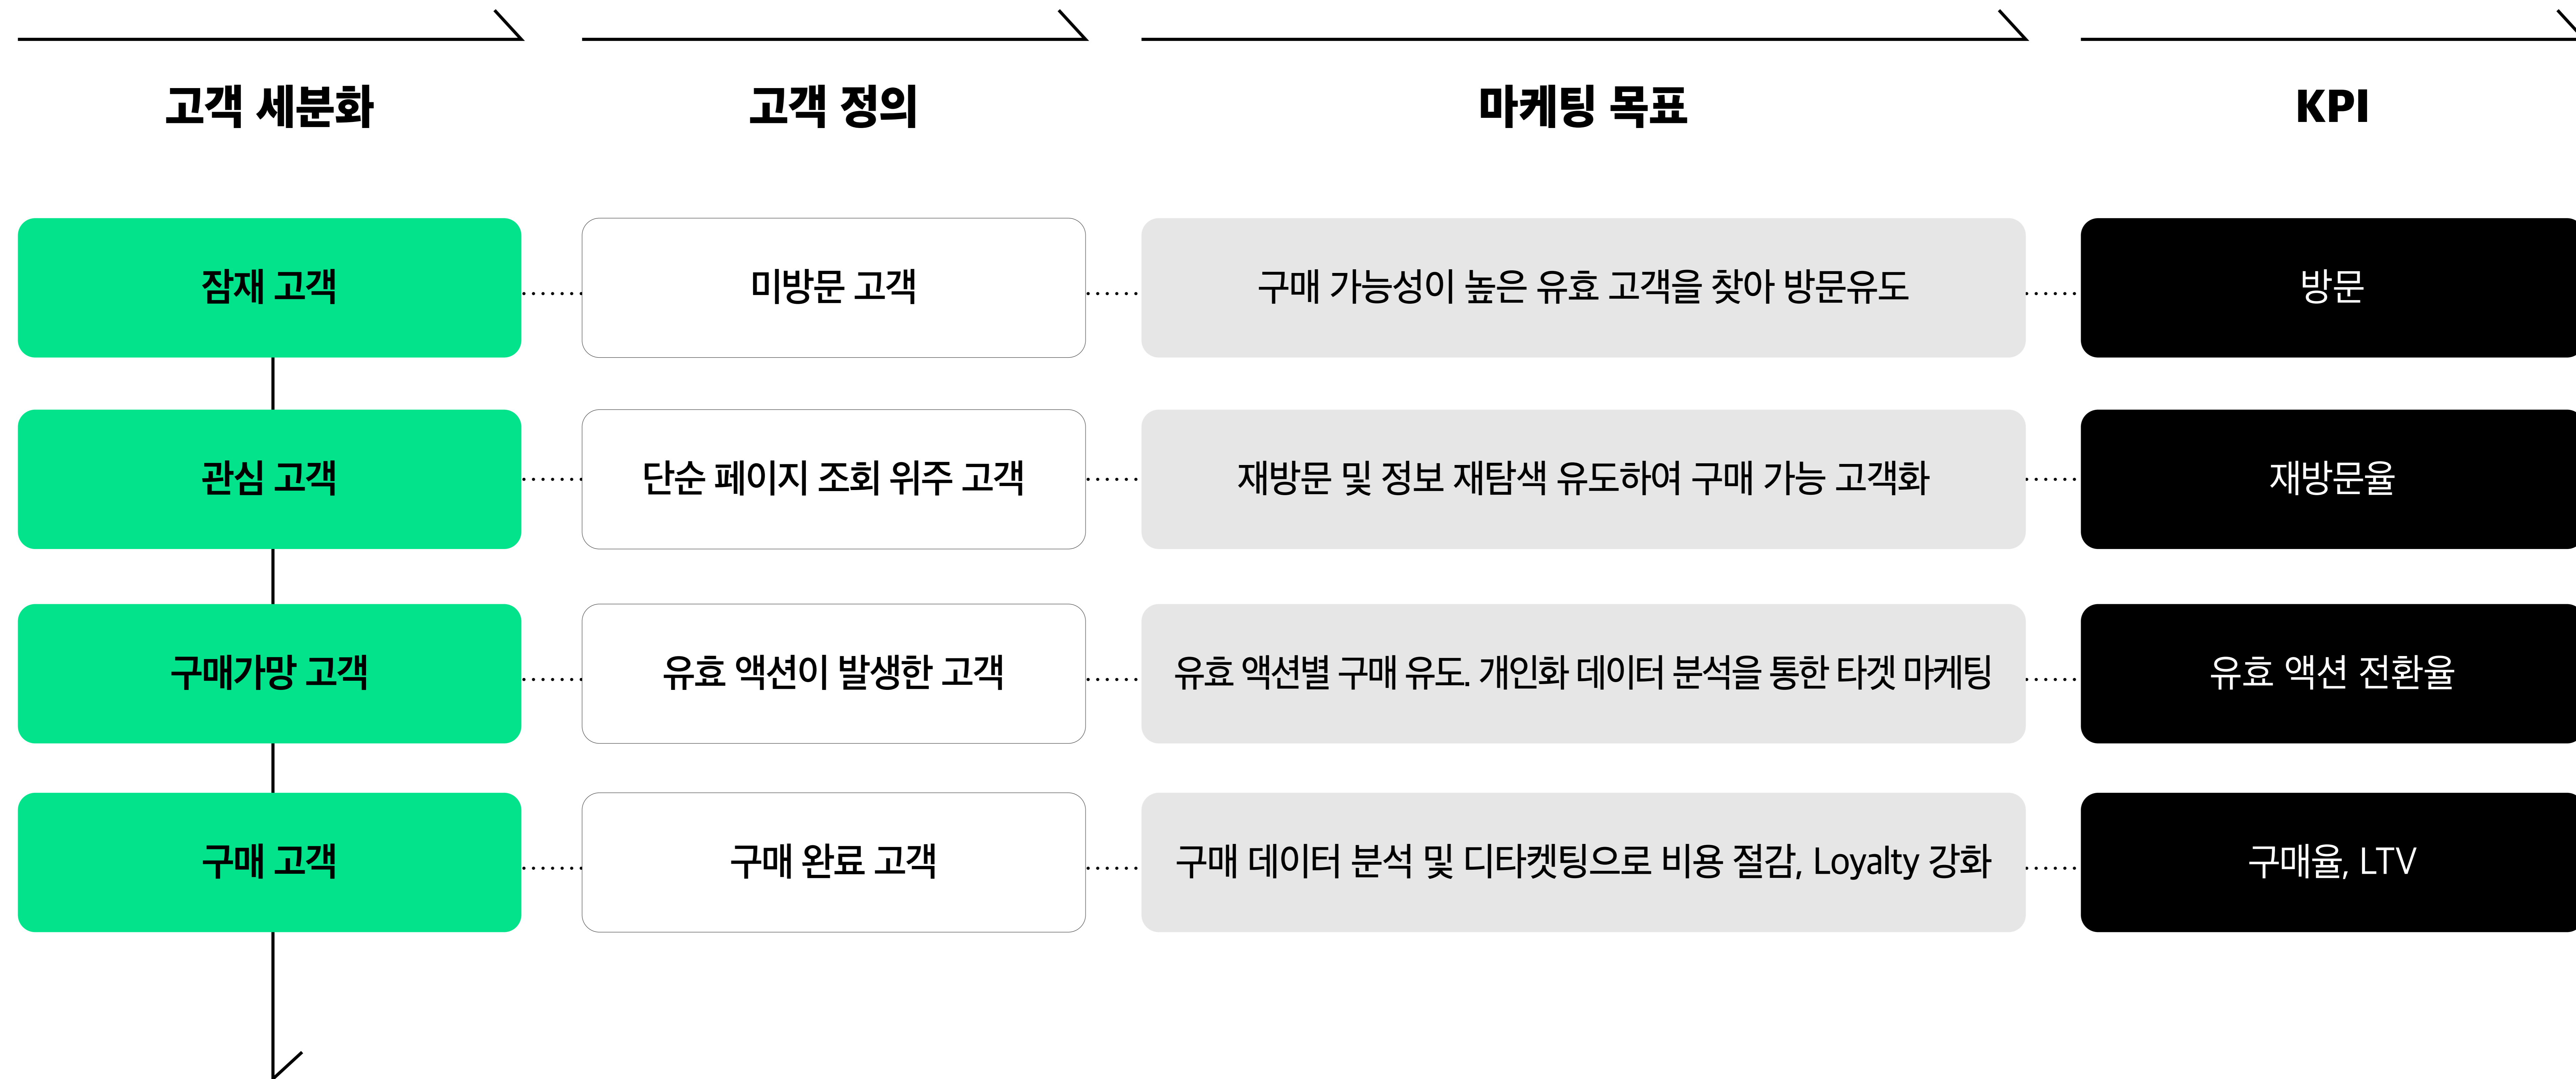 고객 세분화
고객 정의
마케팅 목표
KPI
잠재 고객
미방문 고객
구매 가능성이 높은 유효 고객을 찾아 방문유도
방문
관심 고객
단순 페이지 조회 위주 고객
재방문 및 정보 재탐색 유도하여 구매 가능 고객화
재방문율
구매가망 고객
유효 액션이 발생한 고객
유효 액션별 구매 유도. 개인화 데이터 분석을 통한 타겟 마케팅
유효 액션 전환율
구매 고객
구매 완료 고객
구매 데이터 분석 및 디타켓팅으로 비용 절감, Loyalty 강화
구매율, LTV